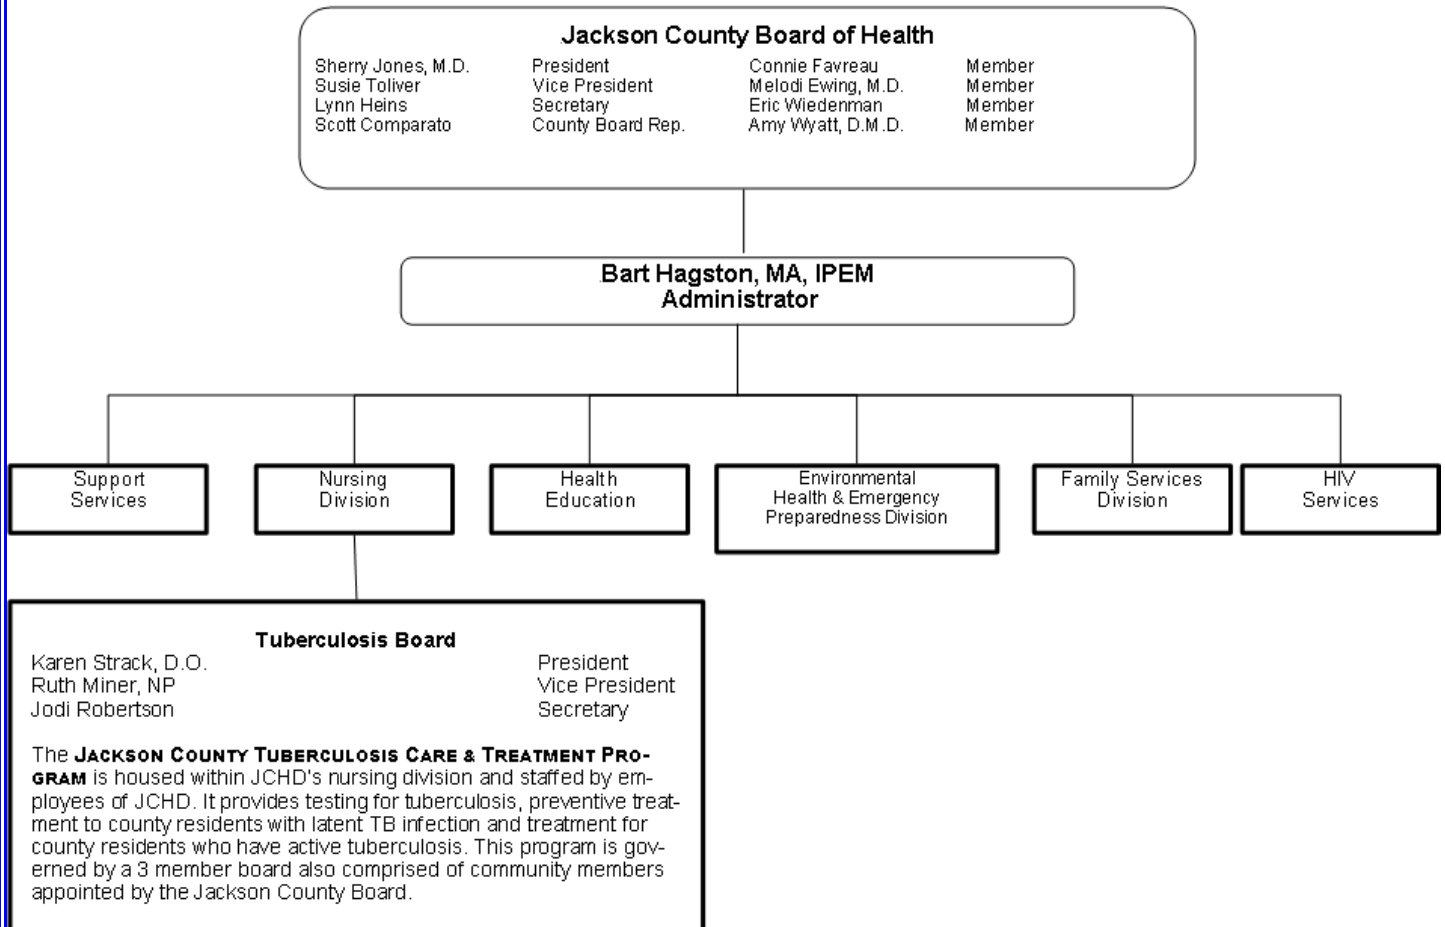 Jackson County Board of Health
Sherry Jones, M.D. President Connie Favreau Member
Susie Toliver Vice President Melodi Ewing, M.D. Member
Lynn Heins Secretary Eric Wiedenman Member
Scott Comparato County Board Rep. Amy Wyatt, D.M.D. Member
Bart Hagston, MA, IPEM
Administrator
Support
Services
Nursing
Division
Health
Education
Environmental
Health & Emergency
Preparedness Division
Family Services
Division
HIV
Services
Tuberculosis Board
Karen Strack, D.O. President
Ruth Miner, NP Vice President
Jodi Robertson Secretary
The JACKSON COUNTY TUBERCULOSIS CARE & TREATMENT PRO-
GRAM is housed within JCHD's nursing division and staffed by em-
ployees of JCHD. It provides testing for tuberculosis, preventive treat-
ment to county residents with latent TB infection and treatment for
county residents who have active tuberculosis. This program is gov-
erned by a 3 member board also comprised of community members
appointed by the Jackson County Board.